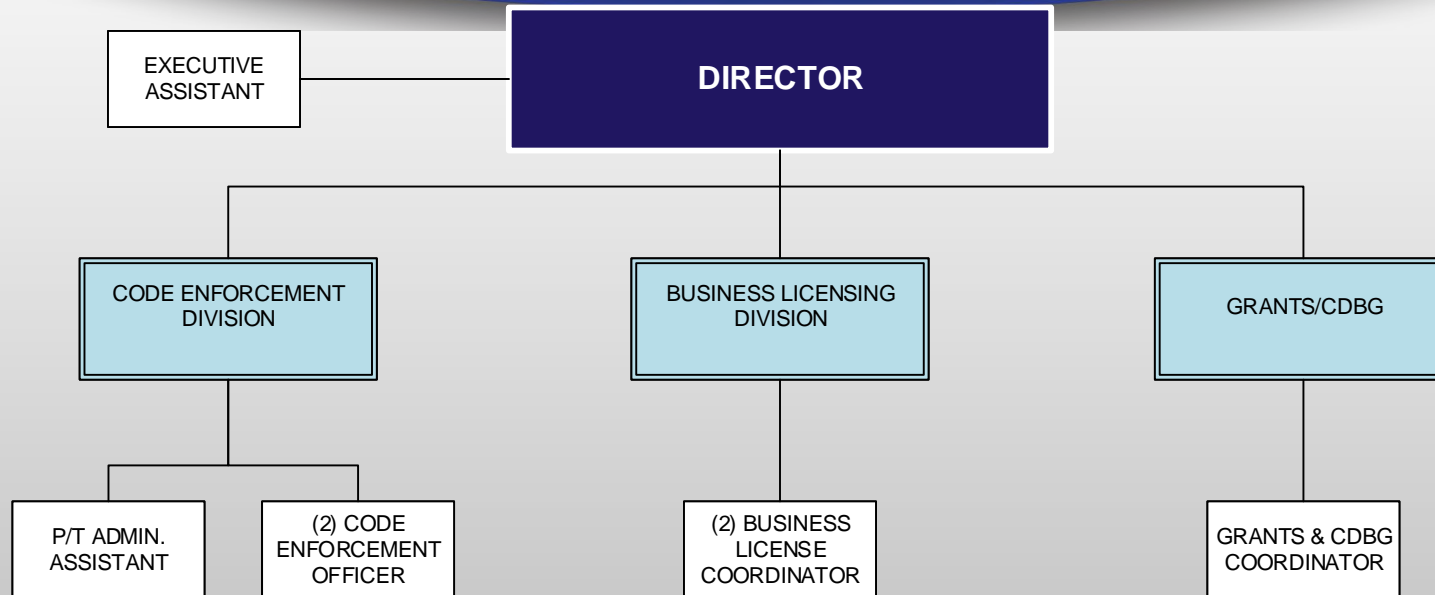 EXECUTIVE
ASSISTANT
DIRECTOR
CODE ENFORCEMENT
DIVISION
BUSINESS LICENSING
DIVISION
GRANTS/CDBG
P/T ADMIN.
ASSISTANT
(2) CODE
ENFORCEMENT
OFFICER
(2) BUSINESS
LICENSE
COORDINATOR
GRANTS & CDBG
COORDINATOR